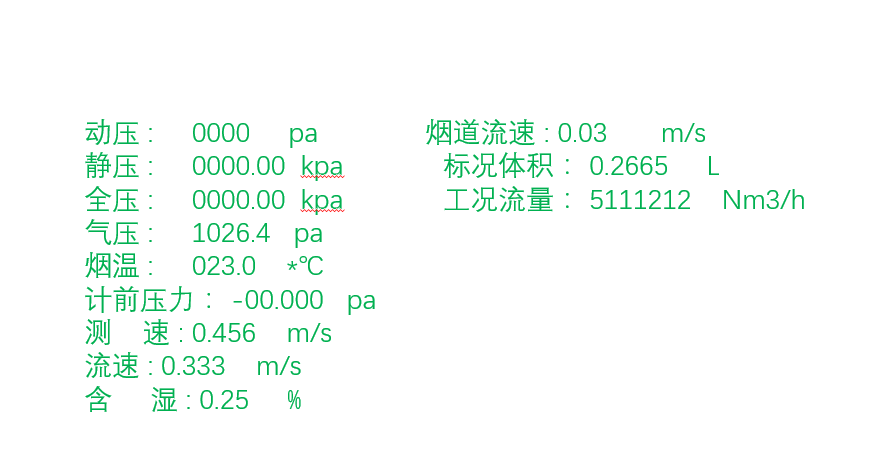 动压： 0000 pa 烟道流速：0.03 m/s
静压： 0000.00 kpa 标况体积： 0.2665 L
全压： 0000.00 kpa 工况流量： 5111212 Nm3/h
气压： 1026.4 pa
烟温： 023.0 *℃
计前压力： -00.000 pa
测 速：0.456 m/s
流速：0.333 m/s
含 湿：0.25 %